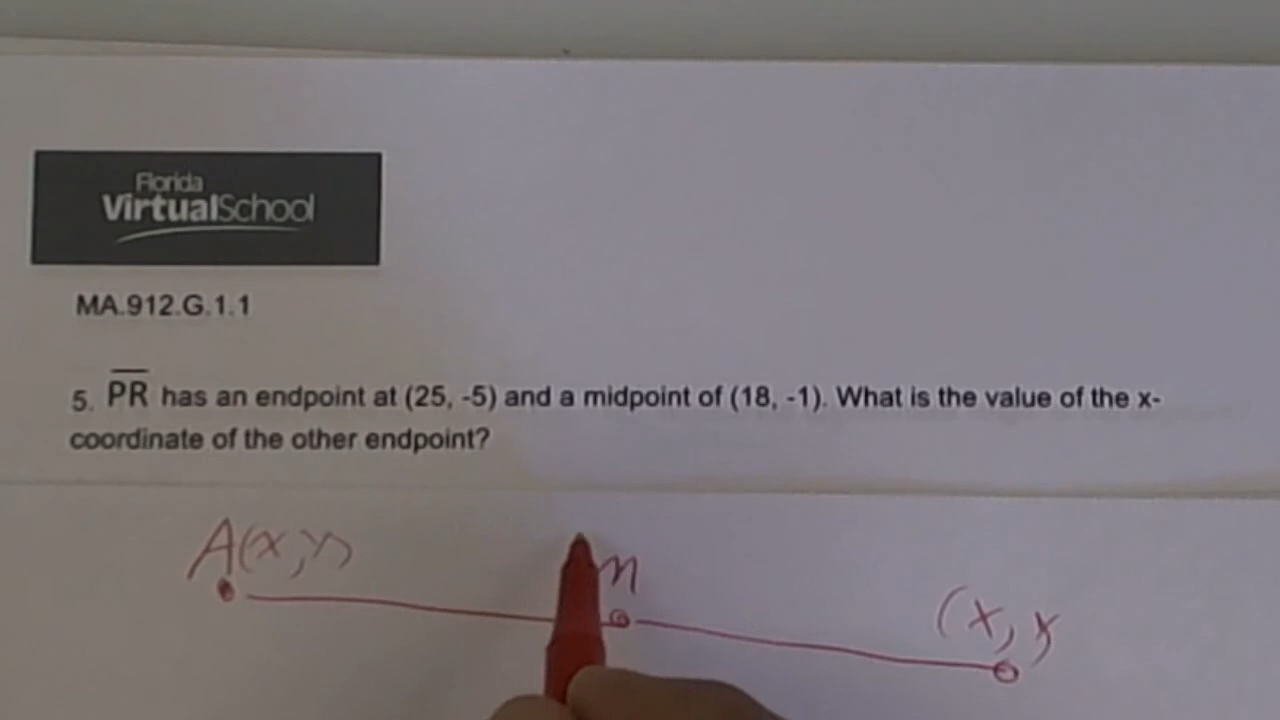 Florida
VirtualSchool
MA.912.G.1.1
5. PR has an endpoint at (25, -5) and a midpoint of (18, -1). What is the value of the x-
coordinate of the other endpoint?
A(x,y)
m
(x, y